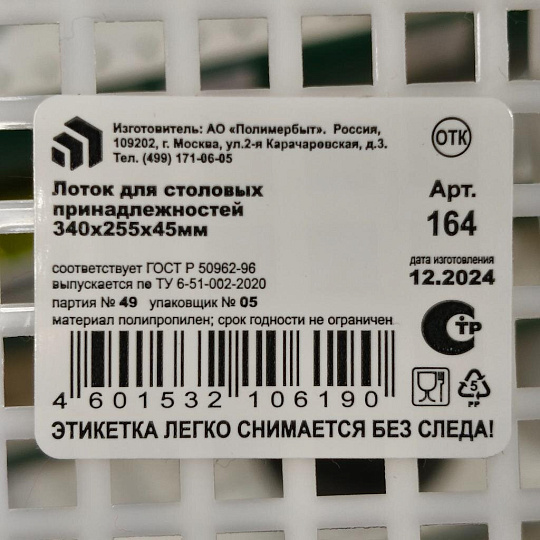 Изготовитель: АО «Полимербыт». Россия,
109202, г. Москва, ул.2-я Карачаровская, д.3.
Тел. (499) 171-06-05
ОТК
Лоток для столовых
принадлежностей
340х255х45мм
Арт.
164
соответствует ГОСТ Р 50962-96
выпускается по ТУ 6-51-002-2020
дата изготовления
12.2024
партия № 49 упаковщик № 05
материал полипропилен; срок годности не ограничен
СТР
4 601532 106190
5
PP
ЭТИКЕТКА ЛЕГКО СНИМАЕТСЯ БЕЗ СЛЕДА!